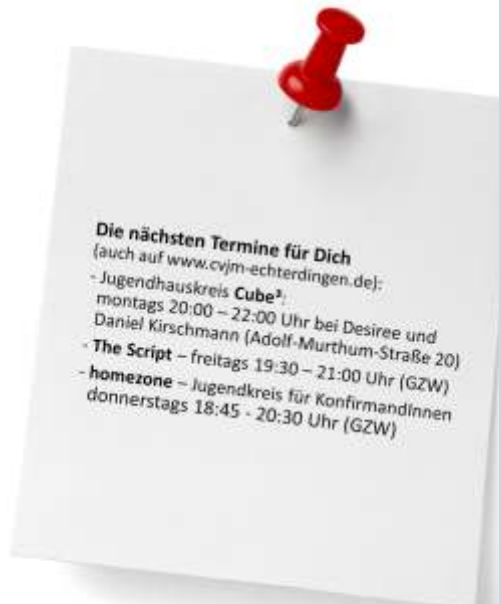 Die nächsten Termine für Dich
(auch auf www.cvjm-echterdingen.de):
- Jugendhauskreis Cube³:
montags 20:00 – 22:00 Uhr bei Desiree und
Daniel Kirschmann (Adolf-Murthum-Straße 20)
- The Script – freitags 19:30 – 21:00 Uhr (GZW)
- homezone – Jugendkreis für KonfirmandInnen
donnerstags 18:45 - 20:30 Uhr (GZW)